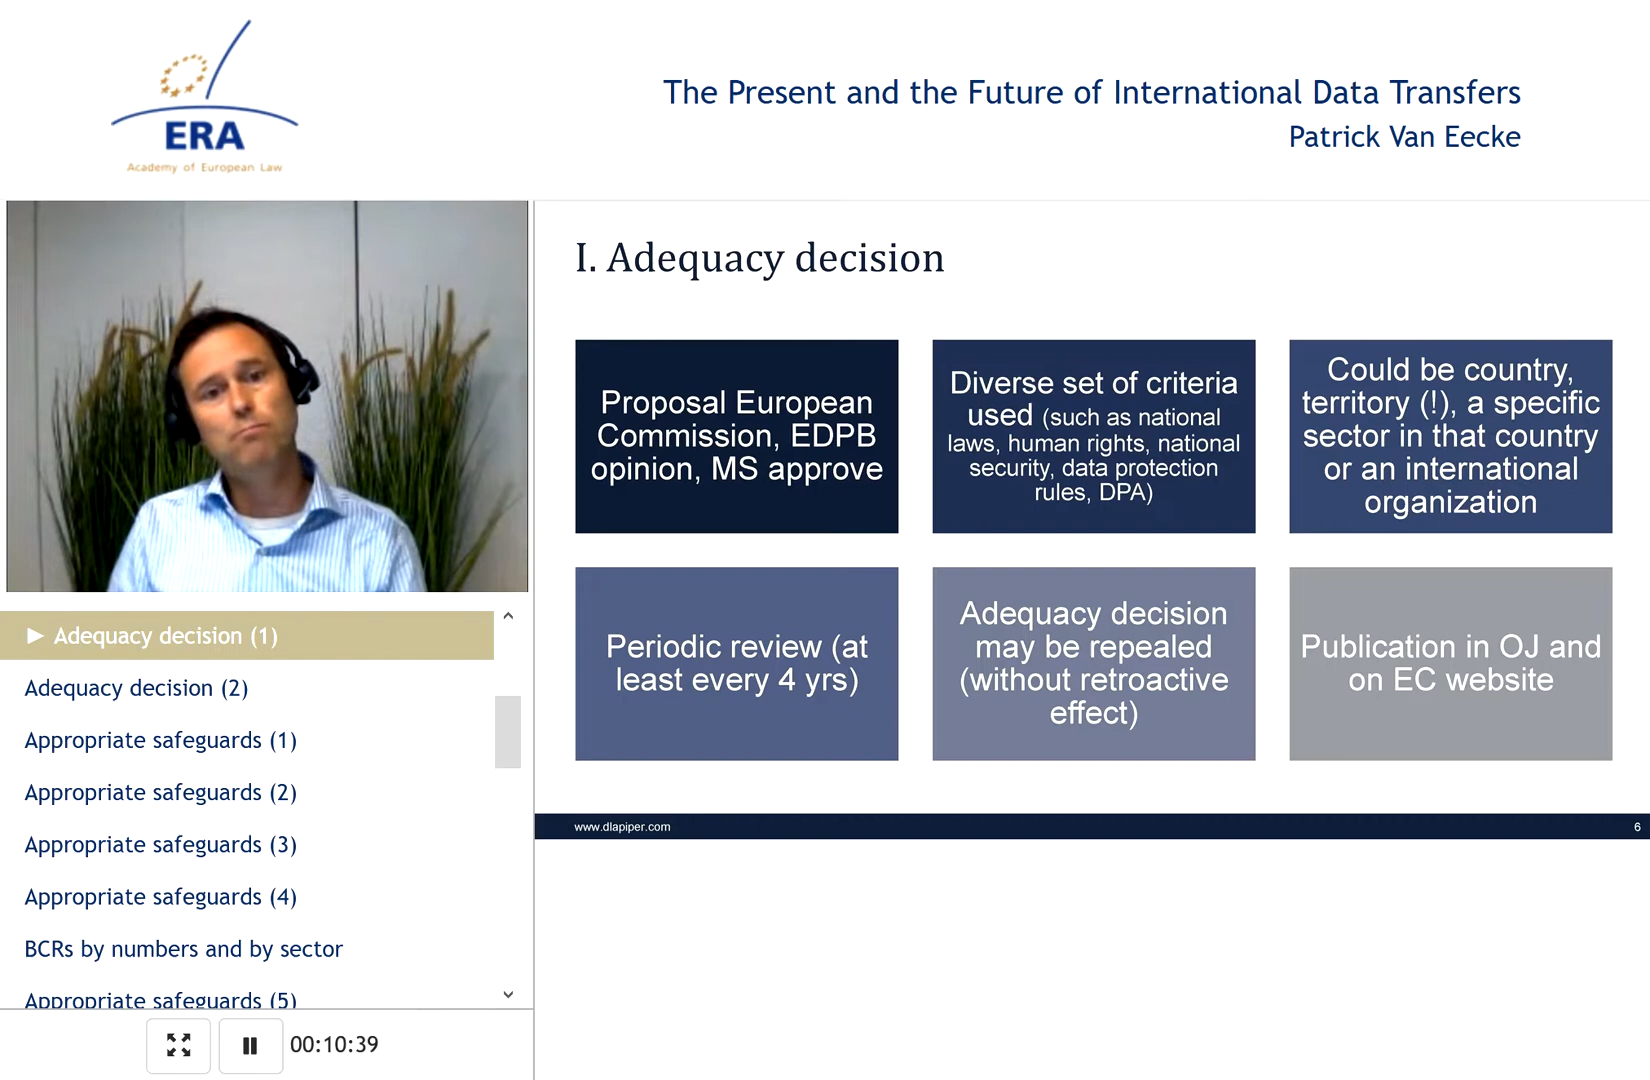 ERA
Academy of European Law
The Present and the Future of International Data Transfers
Patrick Van Eecke
I. Adequacy decision
Proposal European
Commission, EDPB
opinion, MS approve
Diverse set of criteria
used (such as national
laws, human rights, national
security, data protection
rules, DPA)
Could be country,
territory (!), a specific
sector in that country
or an international
organization
Periodic review (at
least every 4 yrs)
Adequacy decision
may be repealed
(without retroactive
effect)
Publication in OJ and
on EC website
www.dlapiper.com
6
► Adequacy decision (1)
Adequacy decision (2)
Appropriate safeguards (1)
Appropriate safeguards (2)
Appropriate safeguards (3)
Appropriate safeguards (4)
BCRs by numbers and by sector
Appropriate safeguards (5)
00:10:39